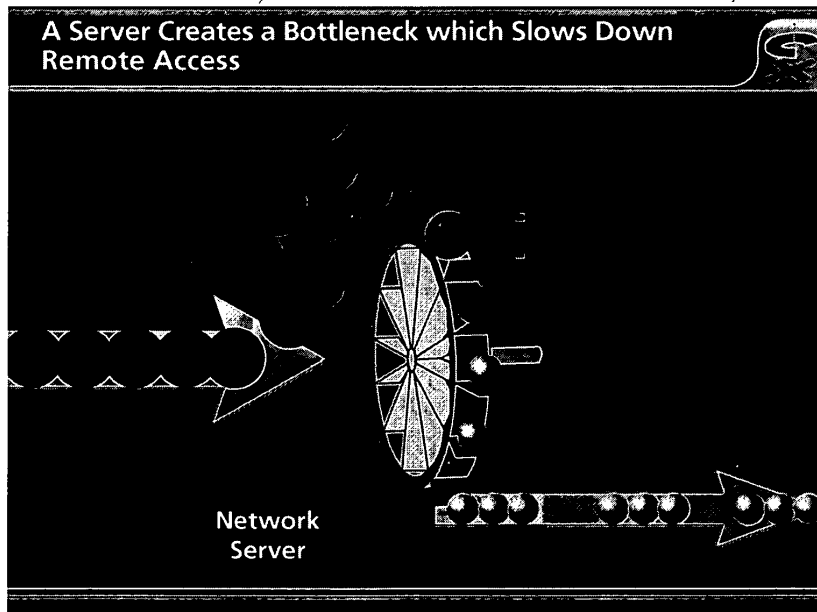 A Server Creates a Bottleneck which Slows Down
Remote Access
Network
Server